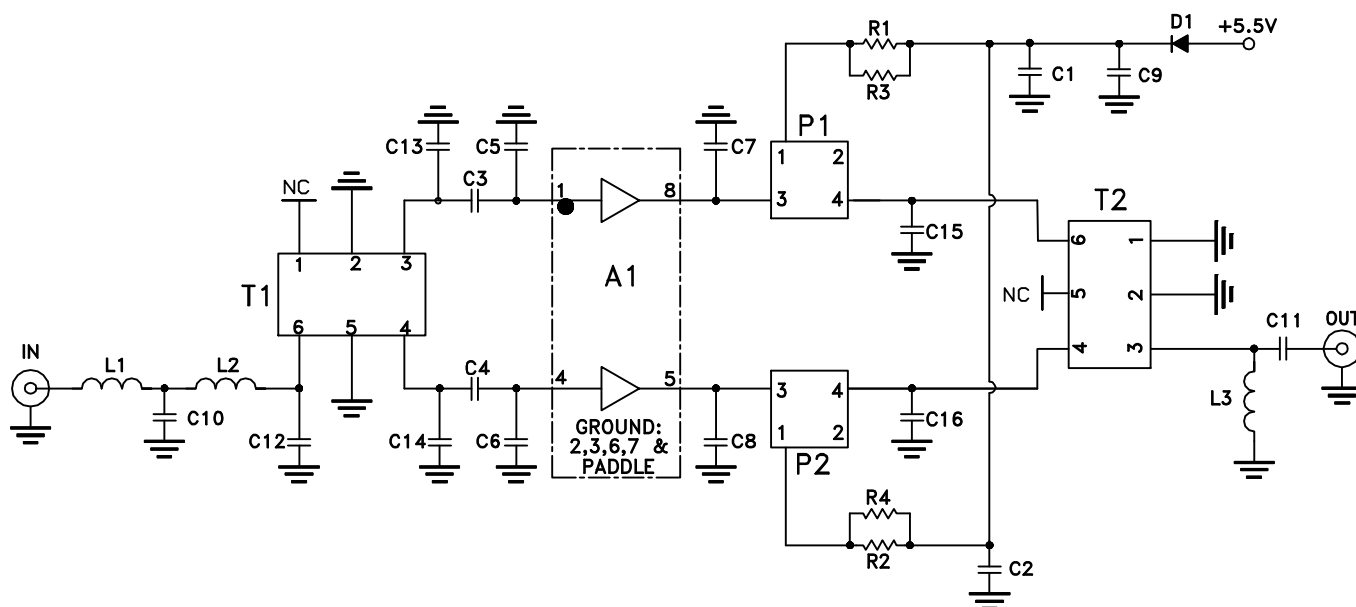 R1
D1
+5.5V
R3
C1
C9
P1
C13
C5
C7
1 2
NC
C3
1
8
3 4
T2
C15
6 1
1 2 3
A1
T1
NC
5 2
6 5 4
C11
OUT
IN
4 3
L1
L2
C4
4
5
3 4
L3
C10
C12
C14
C6
GROUND:
2,3,6,7 &
PADDLE
C8
1 2
C16
P2
R4
R2
C2